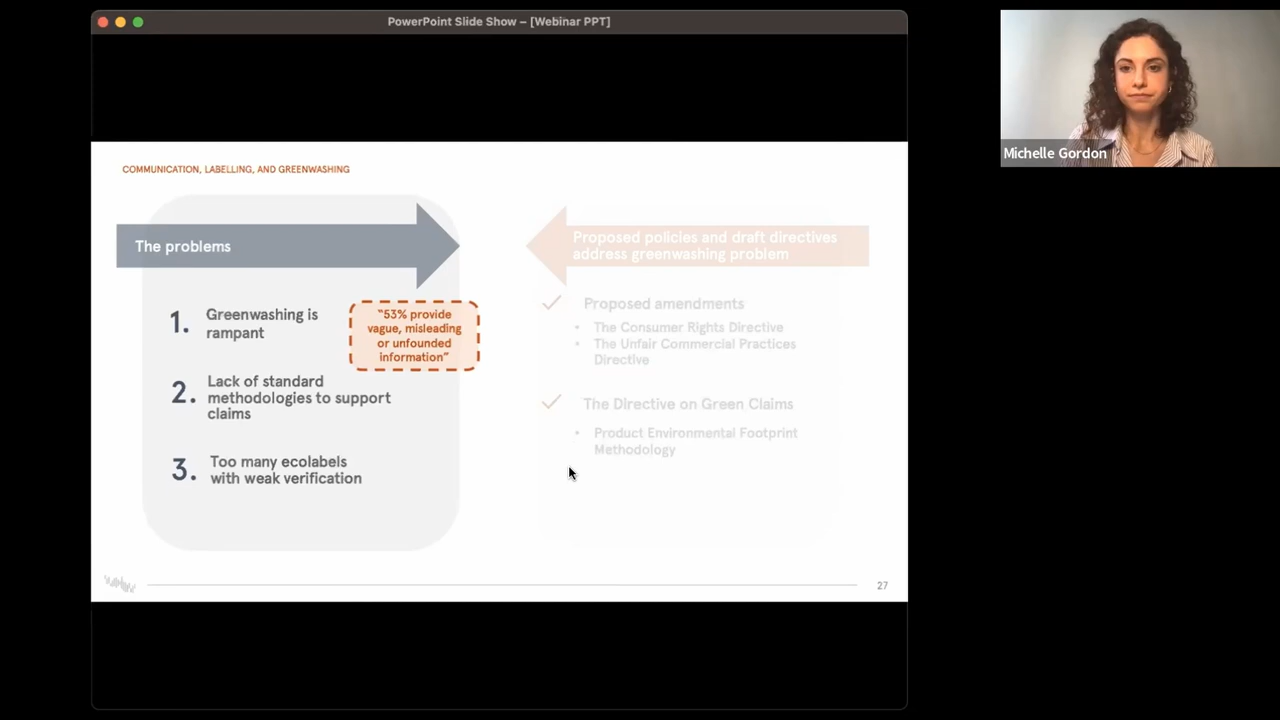 PowerPoint Slide Show – [Webinar PPT]
COMMUNICATION, LABELLING, AND GREENWASHING
The problems
1. Greenwashing is
rampant
"53% provide
vague, misleading
or unfounded
information"
2. Lack of standard
methodologies to support
claims
3. Too many ecolabels
with weak verification
Proposed policies and draft directives
address greenwashing problem
Proposed amendments
• The Consumer Rights Directive
• The Unfair Commercial Practices
Directive
The Directive on Green Claims
• Product Environmental Footprint
Methodology
27
Michelle Gordon